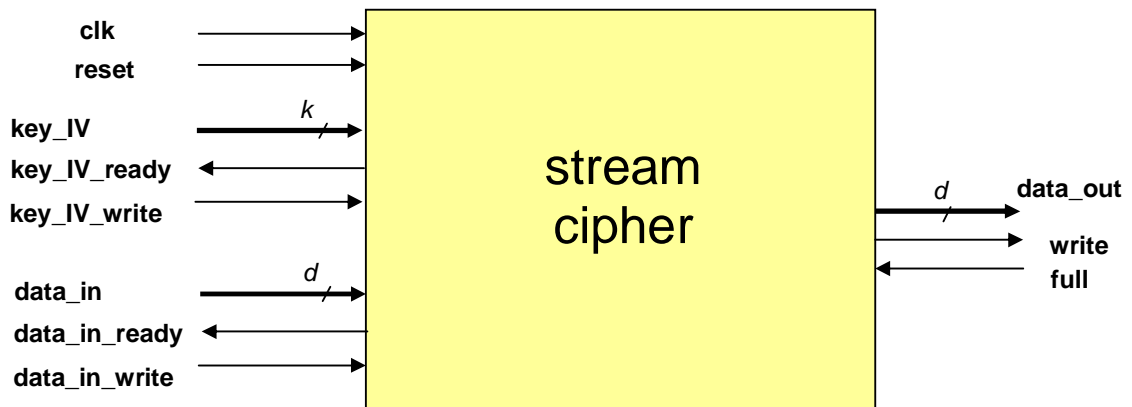 clk
reset
k
key_IV
key_IV_ready
key_IV_write
d
data_in
data_in_ready
data_in_write
stream
cipher
d
data_out
write
full